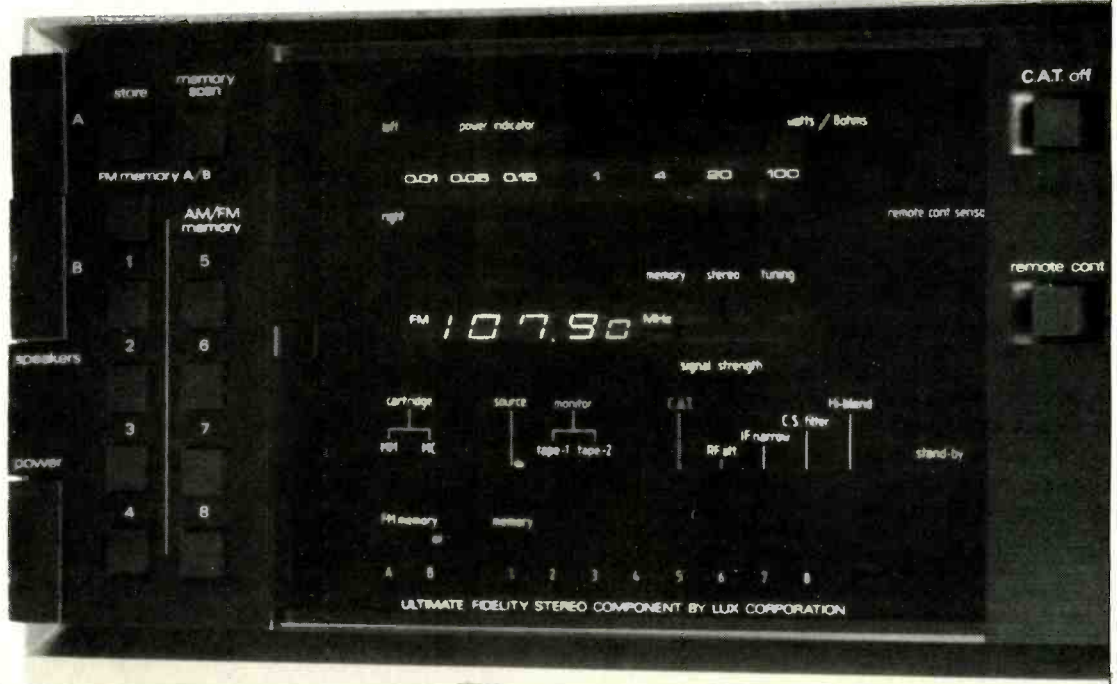 store
memory scan
A
FM memory A/B
AM/FM memory
B
1 5
2 6
3 7
4 8
speakers
power
left power indicator watts / 8ohms
0.01 0.05 0.15 1 4 20 100
right
remote cont senso
memory stereo tuning
FM 107.90 MHz
signal strength
cartridge source monitor C.A.T. Hi-blend
C.S. filter
IF narrow
MM MC tape-1 tape-2 RF att
stand-by
FM memory memory
A B 1 2 3 4 5 6 7 8
ULTIMATE FIDELITY STEREO COMPONENT BY LUX CORPORATION
C.A.T. off
remote cont